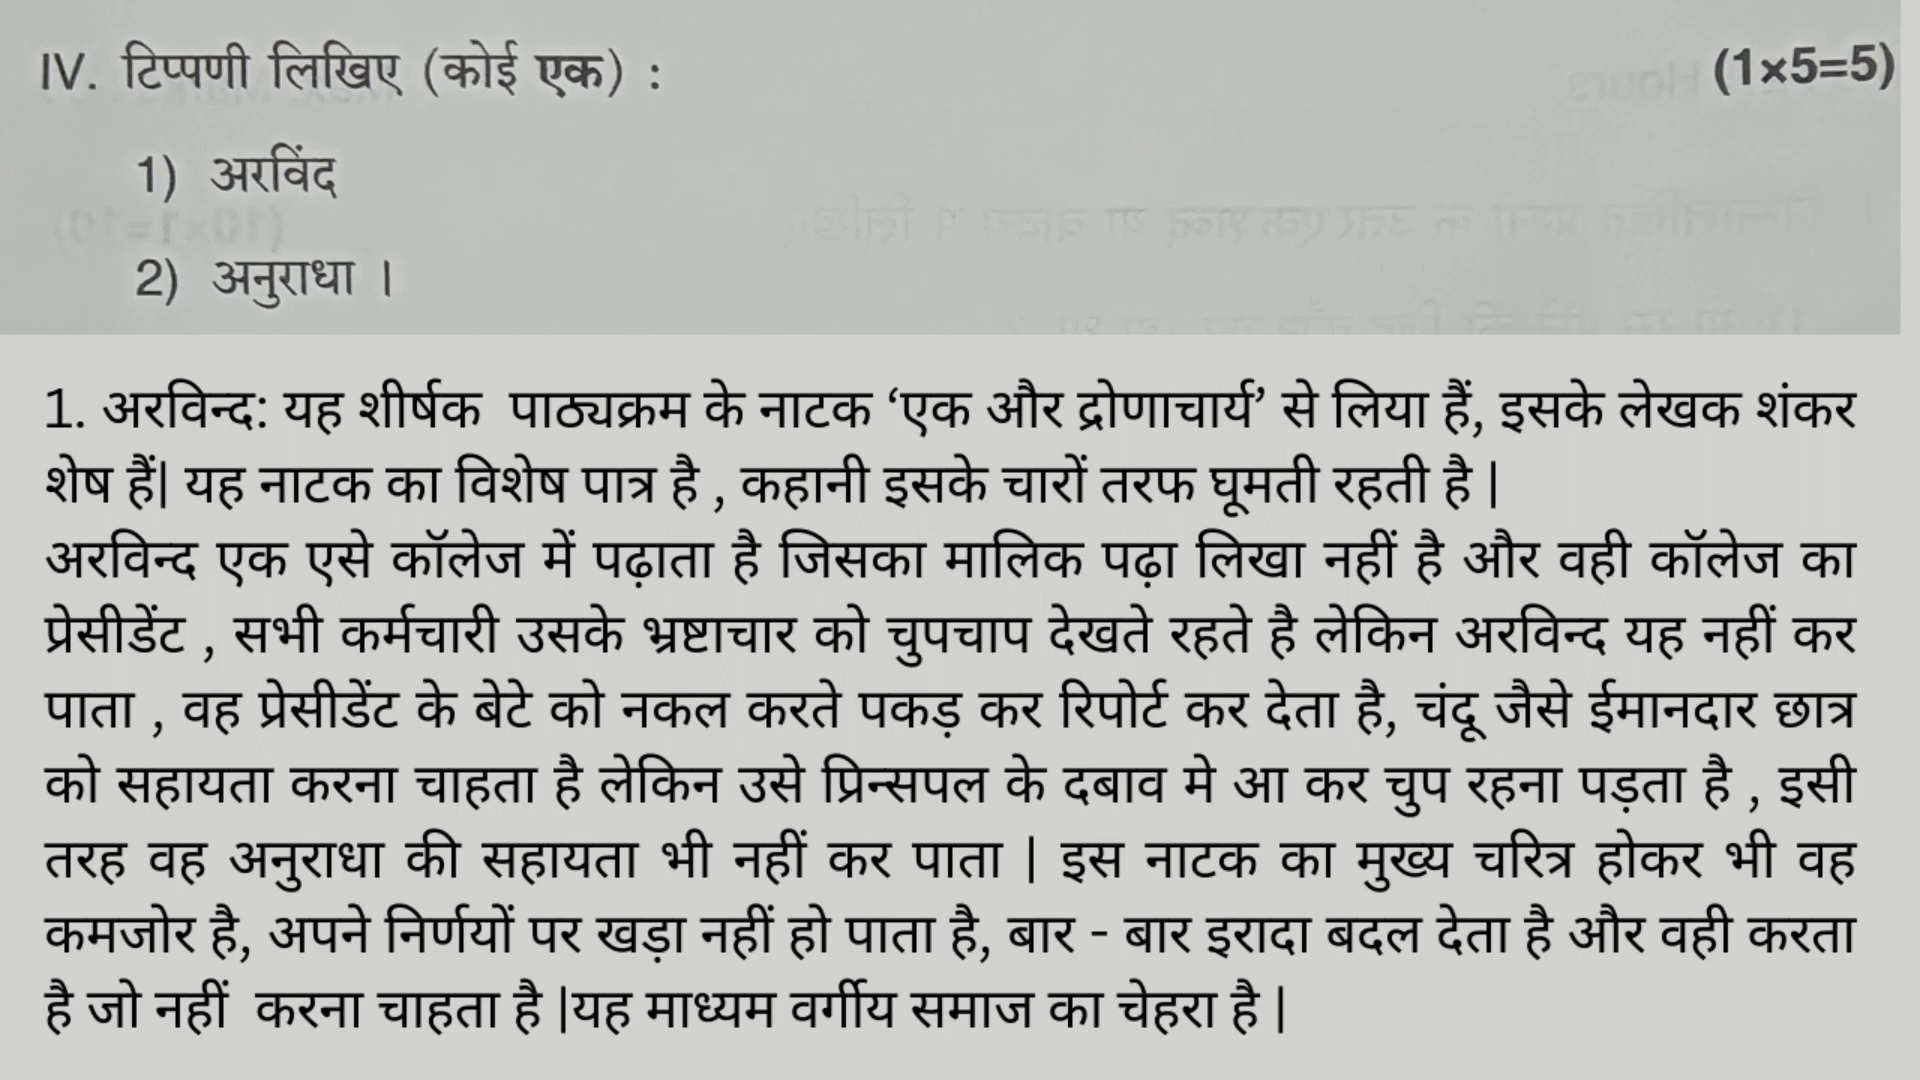 IV. टिप्पणी लिखिए (कोई एक) : (1×5=5)
1) अरविंद
2) अनुराधा ।
1. अरविन्द: यह शीर्षक पाठ्यक्रम के नाटक ‘एक और द्रोणाचार्य’ से लिया हैं, इसके लेखक शंकर
शेष हैं| यह नाटक का विशेष पात्र है , कहानी इसके चारों तरफ घूमती रहती है |
अरविन्द एक एसे कॉलेज में पढ़ाता है जिसका मालिक पढ़ा लिखा नहीं है और वही कॉलेज का
प्रेसीडेंट , सभी कर्मचारी उसके भ्रष्टाचार को चुपचाप देखते रहते है लेकिन अरविन्द यह नहीं कर
पाता , वह प्रेसीडेंट के बेटे को नकल करते पकड़ कर रिपोर्ट कर देता है, चंदू जैसे ईमानदार छात्र
को सहायता करना चाहता है लेकिन उसे प्रिन्सपल के दबाव मे आ कर चुप रहना पड़ता है , इसी
तरह वह अनुराधा की सहायता भी नहीं कर पाता | इस नाटक का मुख्य चरित्र होकर भी वह
कमजोर है, अपने निर्णयों पर खड़ा नहीं हो पाता है, बार - बार इरादा बदल देता है और वही करता
है जो नहीं करना चाहता है |यह माध्यम वर्गीय समाज का चेहरा है |